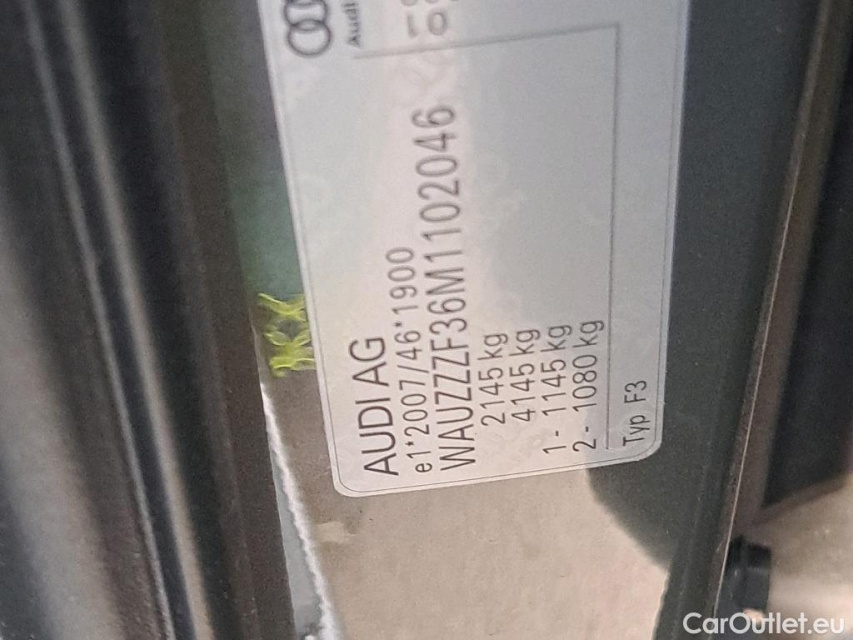 Audi
AUDI AG
e1*2007/46*1900
WAUZZZF36M1102046
2145 kg
4145 kg
1- 1145 kg
2- 1080 kg
Typ F3
CarOutlet.eu